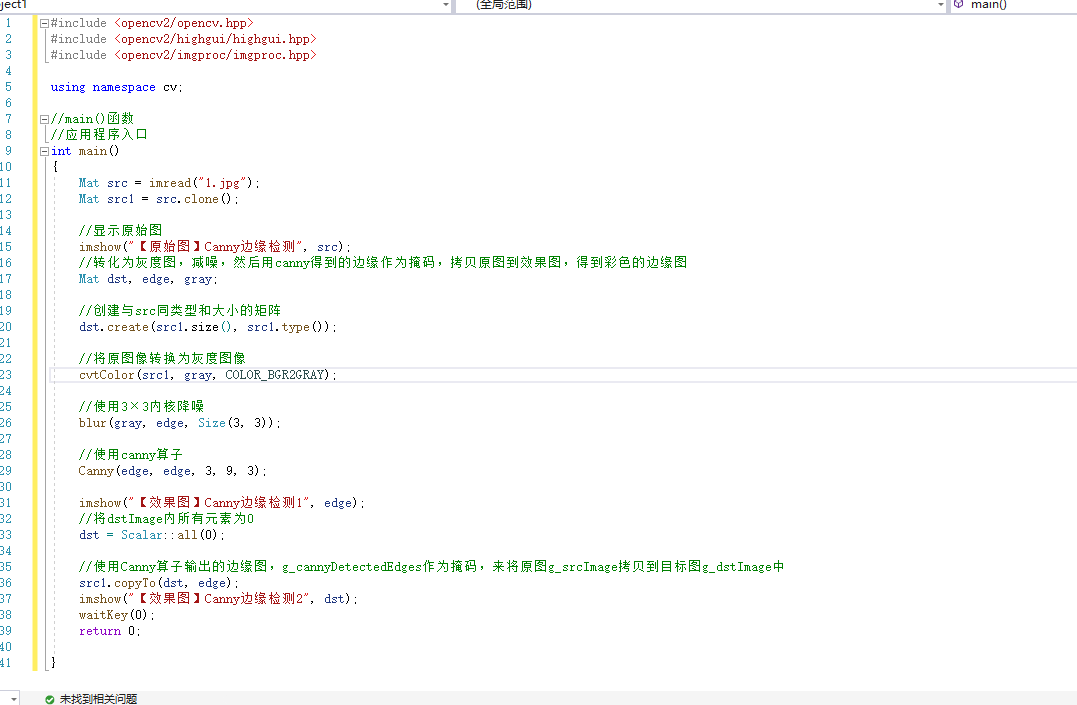 ject1 (全局范围) main()
1 #include <opencv2/opencv.hpp>
2 #include <opencv2/highgui/highgui.hpp>
3 #include <opencv2/imgproc/imgproc.hpp>
4
5 using namespace cv;
6
7 //main()函数
8 //应用程序入口
9 int main()
10 {
11 Mat src = imread("1.jpg");
12 Mat src1 = src.clone();
13
14 //显示原始图
15 imshow("【原始图】Canny边缘检测", src);
16 //转化为灰度图，减噪，然后用canny得到的边缘作为掩码，拷贝原图到效果图，得到彩色的边缘图
17 Mat dst, edge, gray;
18
19 //创建与src同类型和大小的矩阵
20 dst.create(src1.size(), src1.type());
21
22 //将原图像转换为灰度图像
23 cvtColor(src1, gray, COLOR_BGR2GRAY);
24
25 //使用3×3内核降噪
26 blur(gray, edge, Size(3, 3));
27
28 //使用canny算子
29 Canny(edge, edge, 3, 9, 3);
30
31 imshow("【效果图】Canny边缘检测1", edge);
32 //将dstImage内所有元素为0
33 dst = Scalar::all(0);
34
35 //使用Canny算子输出的边缘图，g_cannyDetectedEdges作为掩码，来将原图g_srcImage拷贝到目标图g_dstImage中
36 src1.copyTo(dst, edge);
37 imshow("【效果图】Canny边缘检测2", dst);
38 waitKey(0);
39 return 0;
40
41 }
未找到相关问题